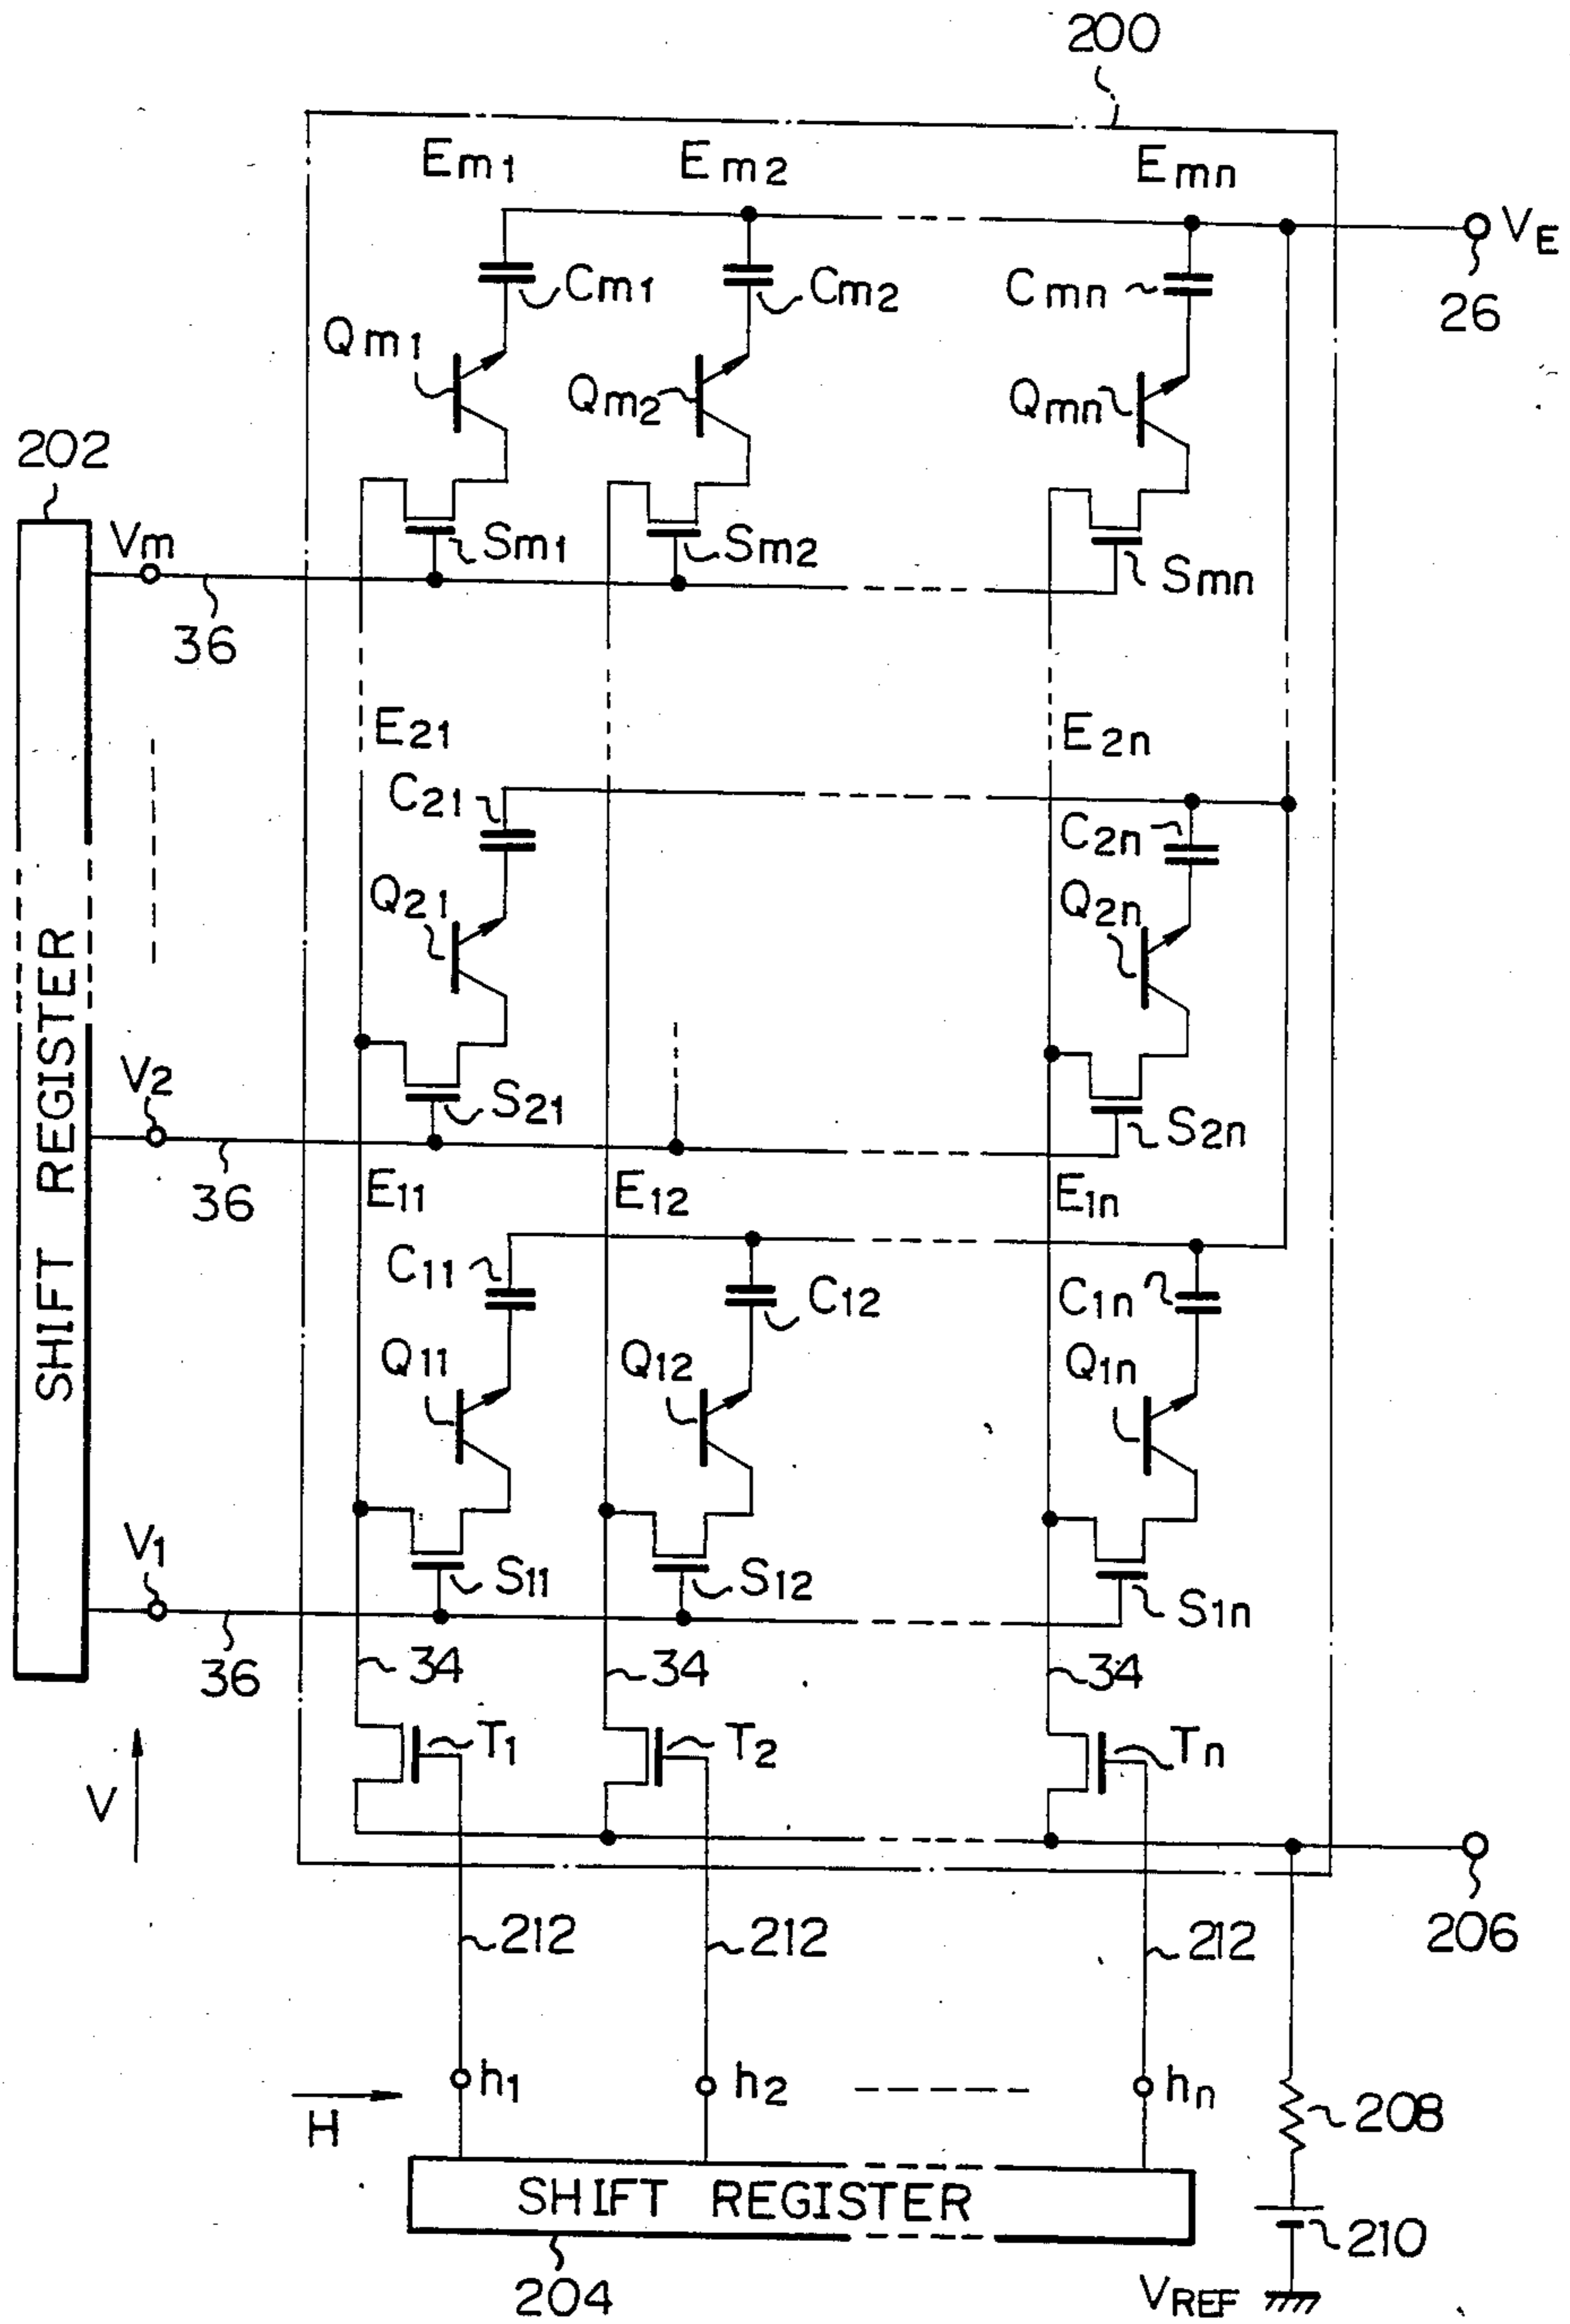 200
Em1 Em2 Emn
VE
Cm1 Cm2 Cmn
26
Qm1 Qm2 Qmn
202
Vm Sm1 Sm2 Smn
36
E21 E2n
C21 C2n
Q21 Q2n
V2 S21 S2n
36 E11 E12 E1n
C11 C12 C1n
SHIFT REGISTER
Q11 Q12 Q1n
V1 S11 S12 S1n
36 34 34 34
T1 T2 Tn
V
206
212 212 212
h1 h2 hn
H 208
SHIFT REGISTER
210
204 VREF